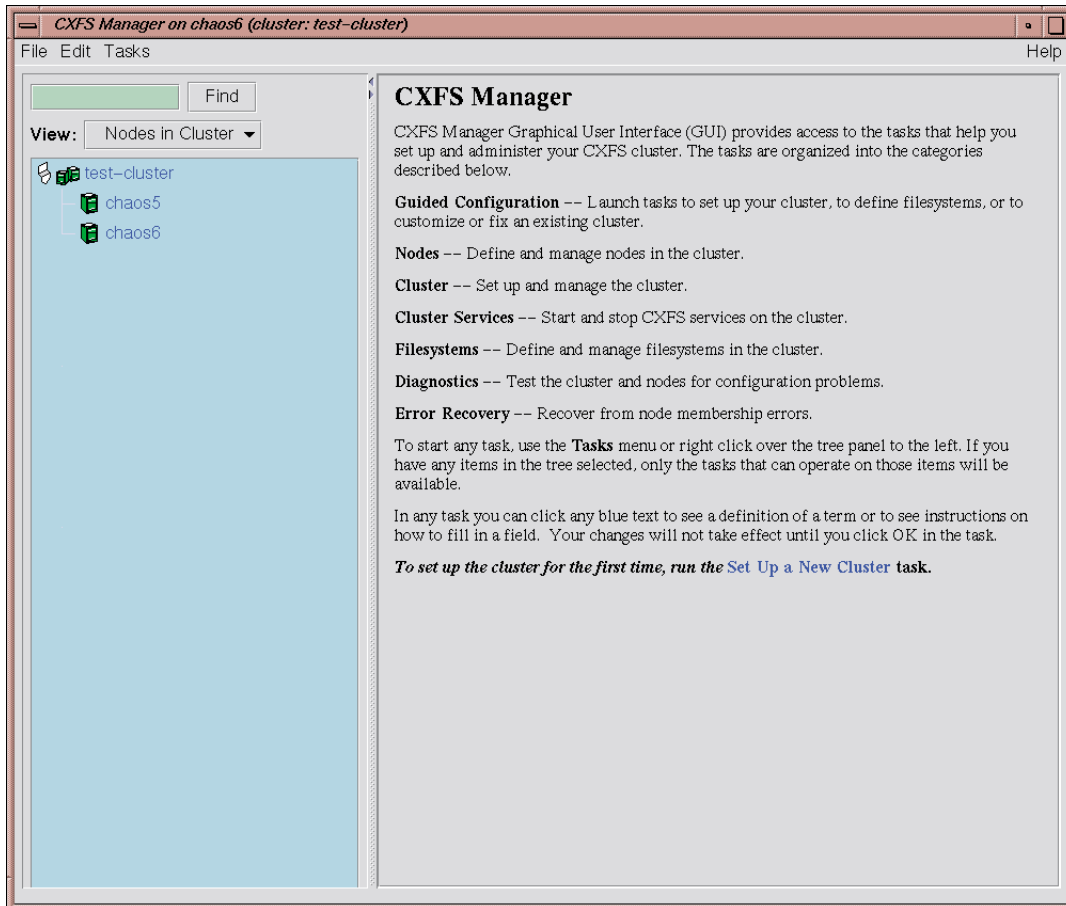 CXFS Manager on chaos6 (cluster: test-cluster)
File Edit Tasks Help
Find
View: Nodes in Cluster
test-cluster
chaos5
chaos6
CXFS Manager
CXFS Manager Graphical User Interface (GUI) provides access to the tasks that help you
set up and administer your CXFS cluster. The tasks are organized into the categories
described below.
Guided Configuration -- Launch tasks to set up your cluster, to define filesystems, or to
customize or fix an existing cluster.
Nodes -- Define and manage nodes in the cluster.
Cluster -- Set up and manage the cluster.
Cluster Services -- Start and stop CXFS services on the cluster.
Filesystems -- Define and manage filesystems in the cluster.
Diagnostics -- Test the cluster and nodes for configuration problems.
Error Recovery -- Recover from node membership errors.
To start any task, use the Tasks menu or right click over the tree panel to the left. If you
have any items in the tree selected, only the tasks that can operate on those items will be
available.
In any task you can click any blue text to see a definition of a term or to see instructions on
how to fill in a field. Your changes will not take effect until you click OK in the task.
To set up the cluster for the first time, run the Set Up a New Cluster task.